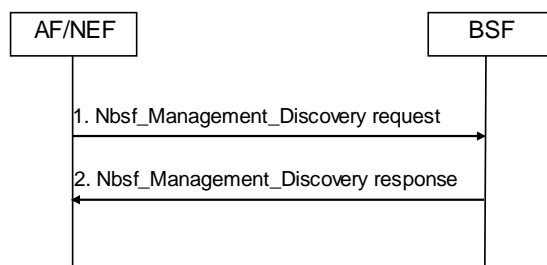 AF/NEF
BSF
1. Nbsf_Management_Discovery request
2. Nbsf_Management_Discovery response